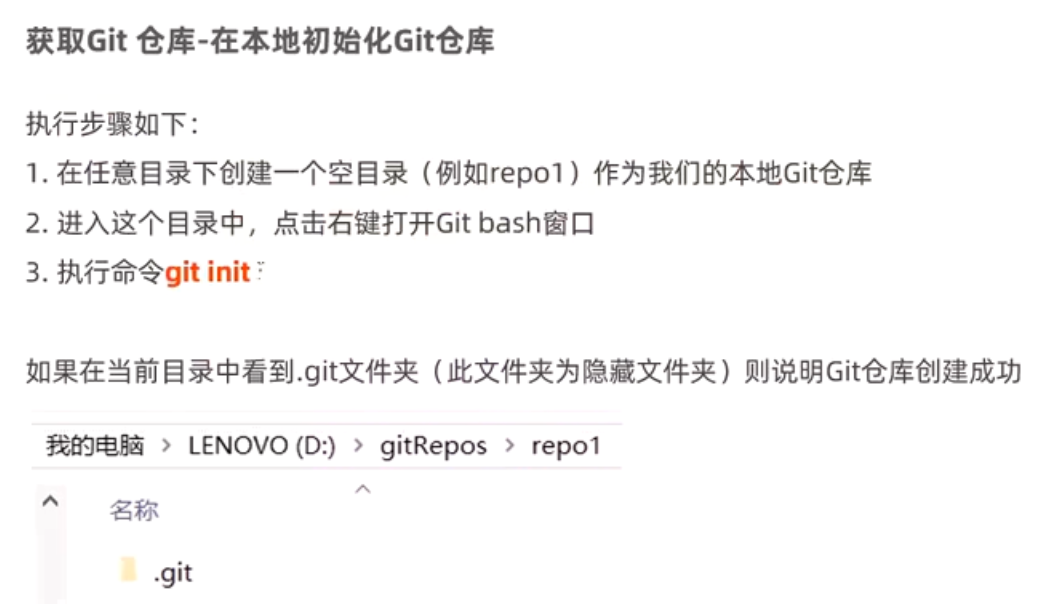 获取Git 仓库-在本地初始化Git仓库
执行步骤如下：
1. 在任意目录下创建一个空目录（例如repo1）作为我们的本地Git仓库
2. 进入这个目录中，点击右键打开Git bash窗口
3. 执行命令git init
如果在当前目录中看到.git文件夹（此文件夹为隐藏文件夹）则说明Git仓库创建成功
我的电脑 > LENOVO (D:) > gitRepos > repo1
名称
.git